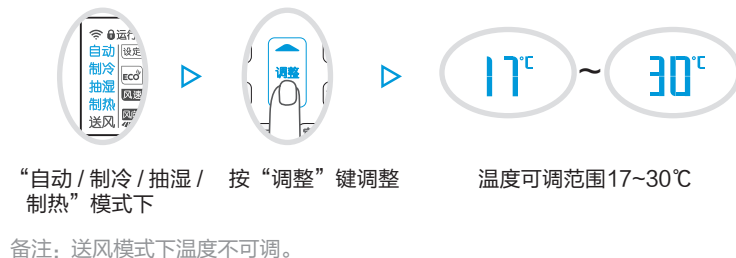 运行
自动
设定
制冷
ECO
抽湿
风速
制热
送风
调整
17℃
~
30℃
“自动 / 制冷 / 抽湿 /
制热”模式下
按“调整”键调整
温度可调范围17~30℃
备注：送风模式下温度不可调。